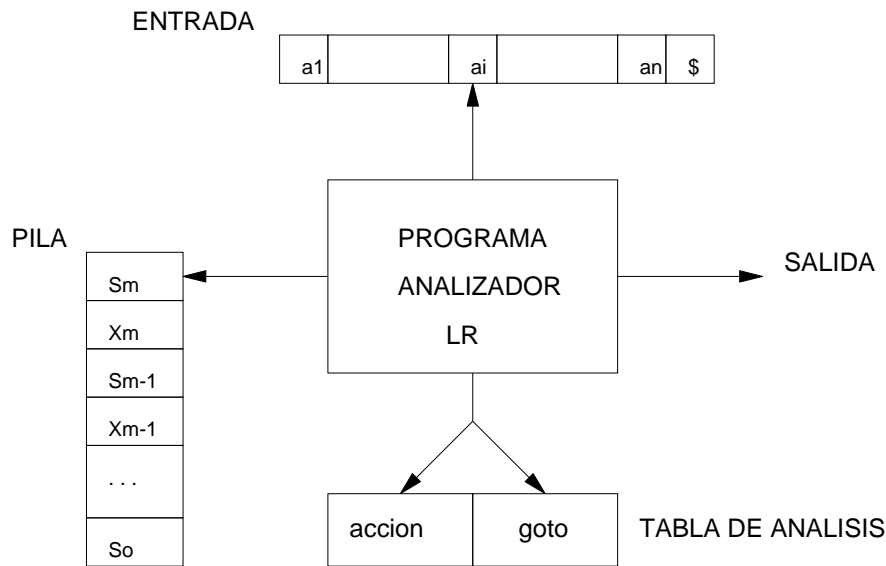 ENTRADA
a1 ai an $
PILA
PROGRAMA
ANALIZADOR
LR
SALIDA
Sm
Xm
Sm-1
Xm-1
. . .
So
accion goto
TABLA DE ANALISIS